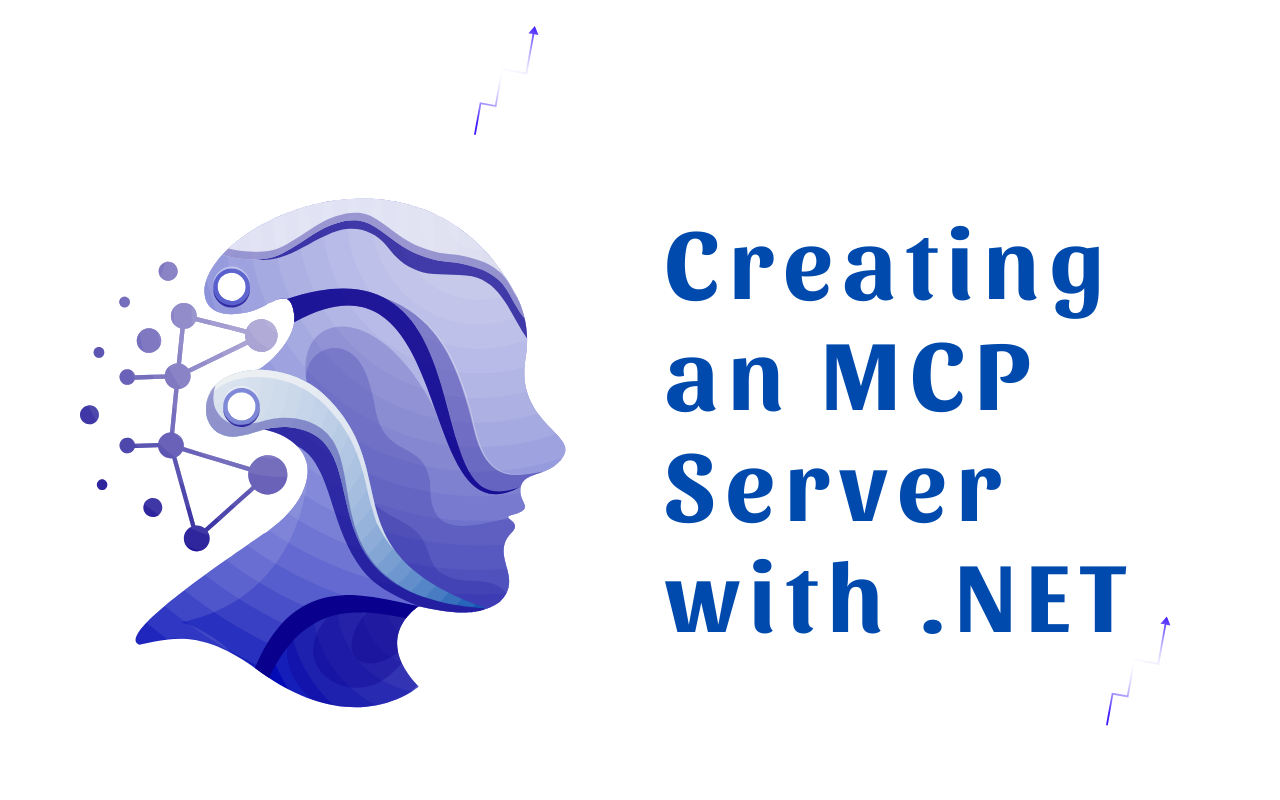 Creating
an MCP
Server
with .NET